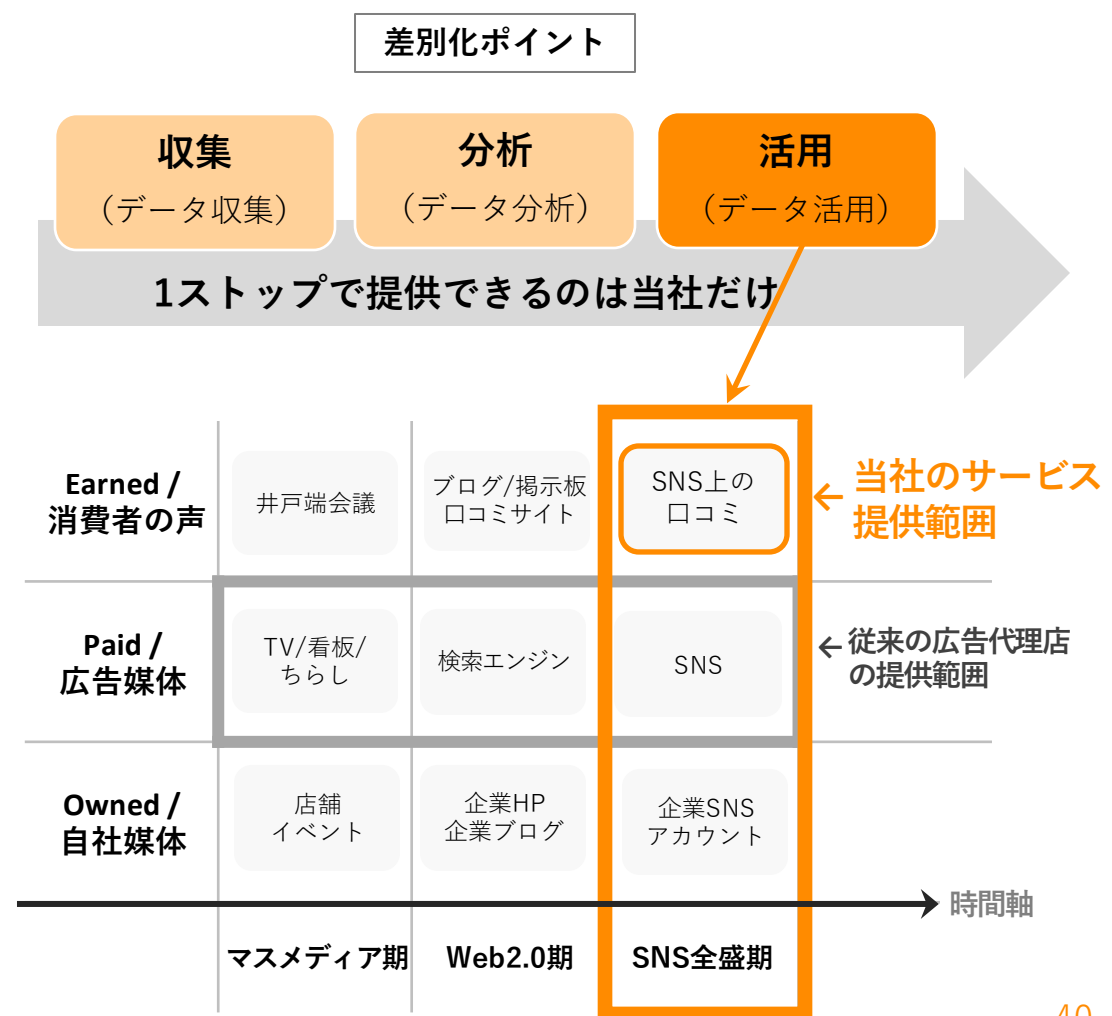 差別化ポイント
収集
（データ収集）
分析
（データ分析）
活用
（データ活用）
1ストップで提供できるのは当社だけ
Earned /
消費者の声
井戸端会議
ブログ/掲示板
口コミサイト
SNS上の
口コミ
←当社のサービス
提供範囲
Paid /
広告媒体
TV/看板/
ちらし
検索エンジン
SNS
←従来の広告代理店
の提供範囲
Owned /
自社媒体
店舗
イベント
企業HP
企業ブログ
企業SNS
アカウント
時間軸
マスメディア期
Web2.0期
SNS全盛期